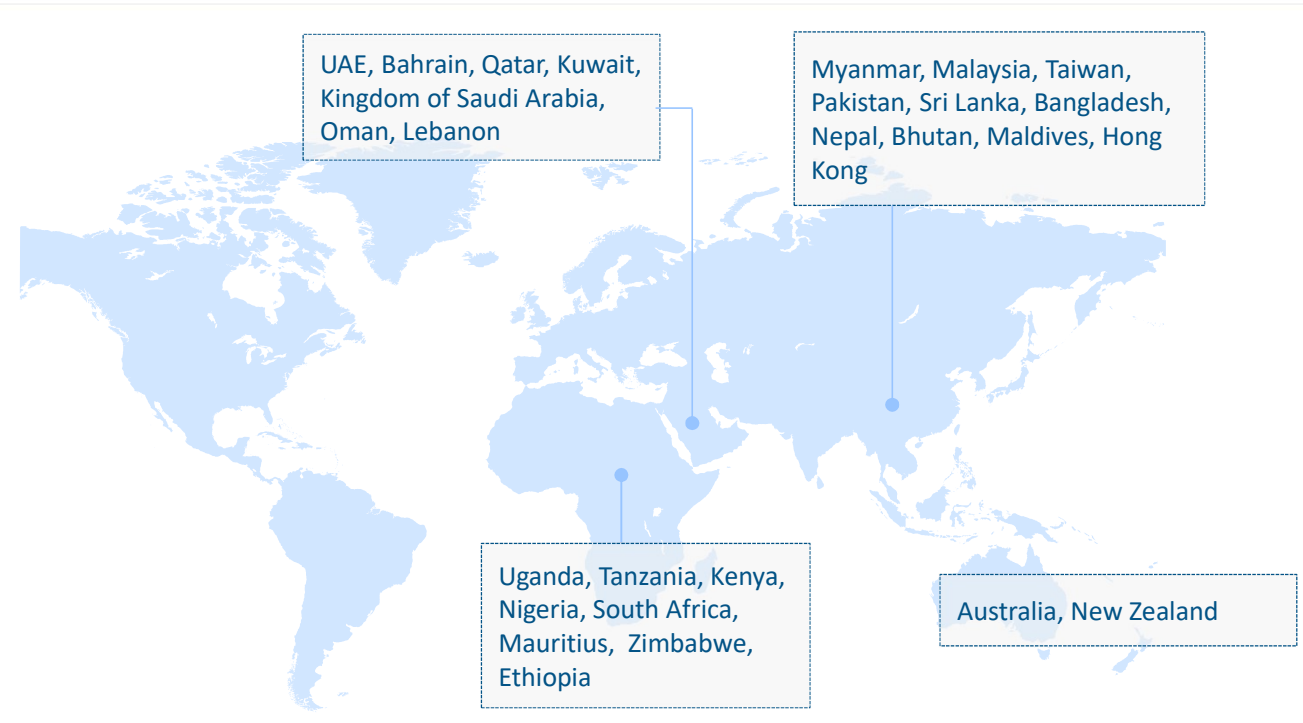 UAE, Bahrain, Qatar, Kuwait,
Kingdom of Saudi Arabia,
Oman, Lebanon
Myanmar, Malaysia, Taiwan,
Pakistan, Sri Lanka, Bangladesh,
Nepal, Bhutan, Maldives, Hong
Kong
Uganda, Tanzania, Kenya,
Nigeria, South Africa,
Mauritius,  Zimbabwe,
Ethiopia
Australia, New Zealand